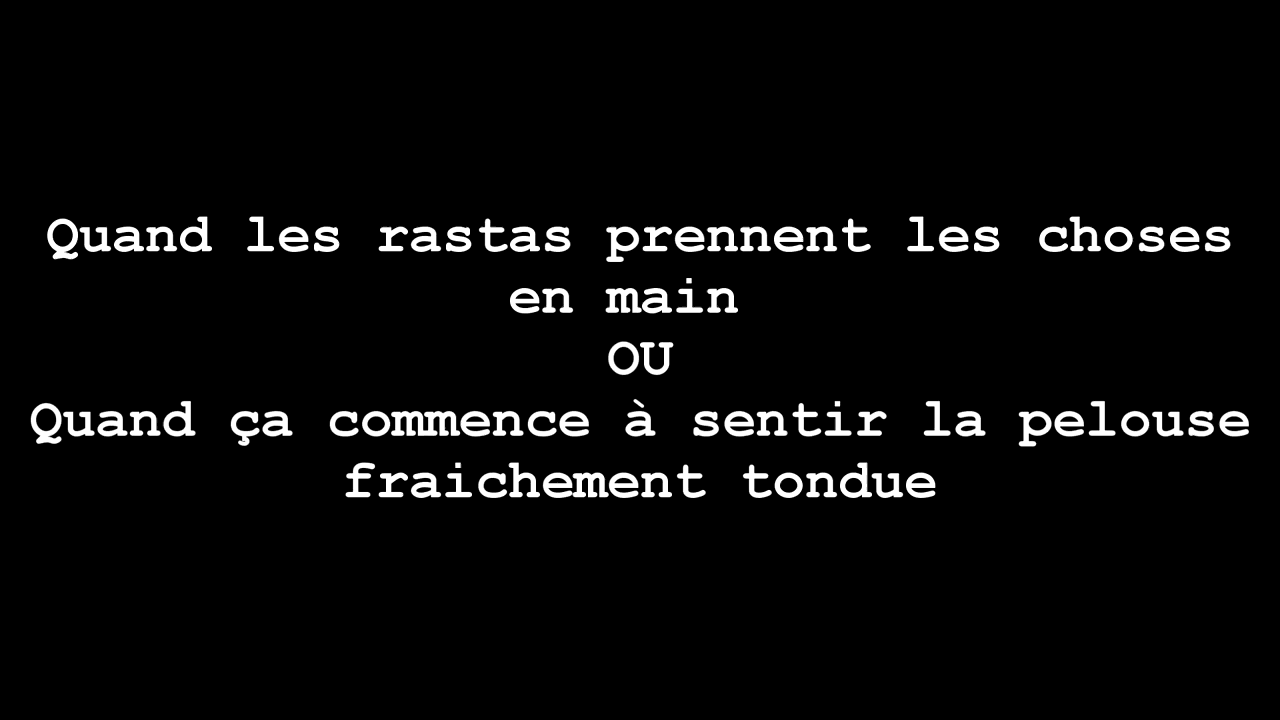 Quand les rastas prennent les choses
en main
OU
Quand ça commence à sentir la pelouse
fraichement tondue